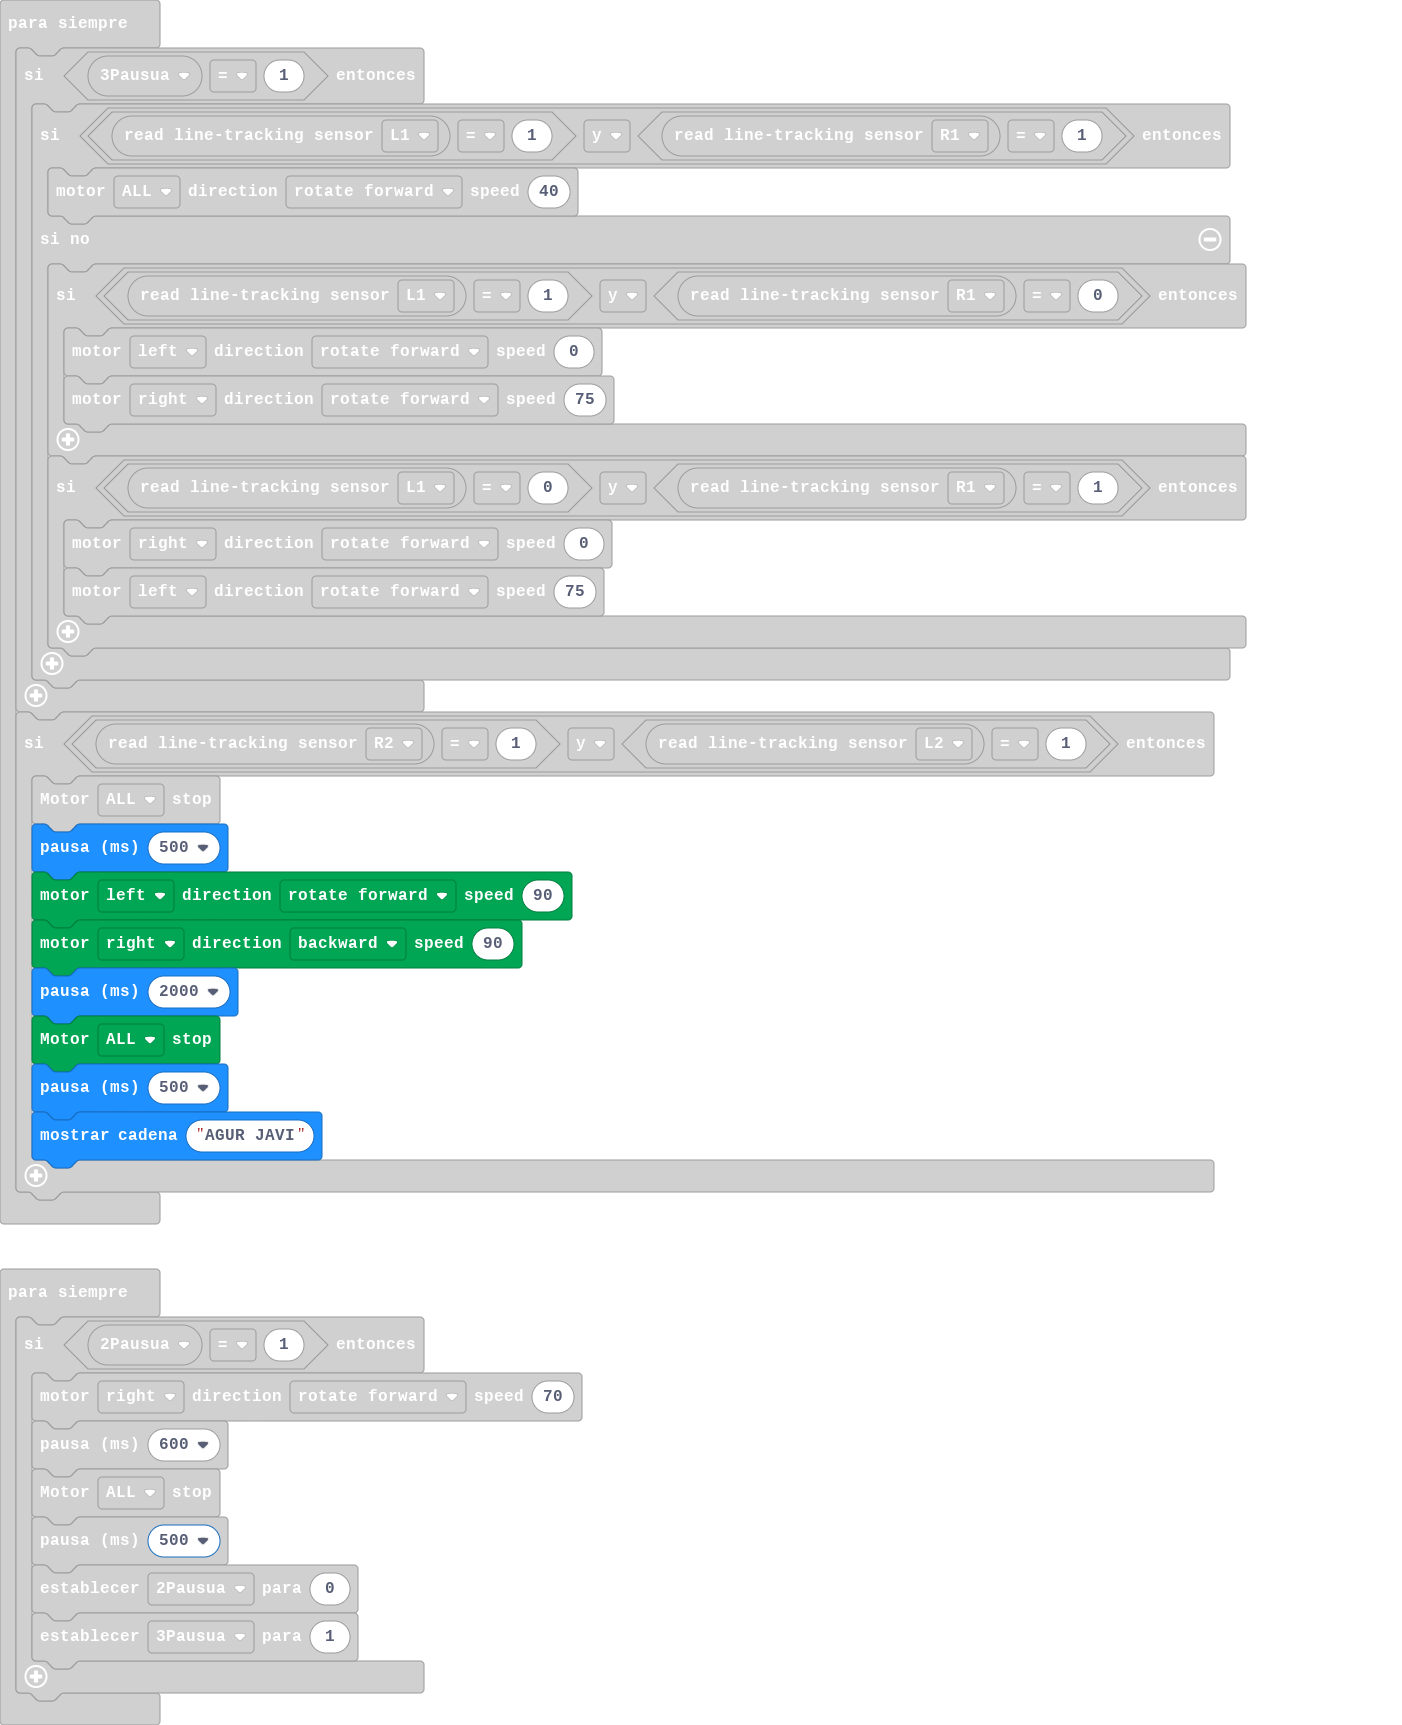 para siempre
si 3Pausua = 1 entonces
si read line-tracking sensor L1 = 1 y read line-tracking sensor R1 = 1 entonces
motor ALL direction rotate forward speed 40
si no
si read line-tracking sensor L1 = 1 y read line-tracking sensor R1 = 0 entonces
motor left direction rotate forward speed 0
motor right direction rotate forward speed 75
si read line-tracking sensor L1 = 0 y read line-tracking sensor R1 = 1 entonces
motor right direction rotate forward speed 0
motor left direction rotate forward speed 75
si read line-tracking sensor R2 = 1 y read line-tracking sensor L2 = 1 entonces
Motor ALL stop
pausa (ms) 500
motor left direction rotate forward speed 90
motor right direction backward speed 90
pausa (ms) 2000
Motor ALL stop
pausa (ms) 500
mostrar cadena "AGUR JAVI"
para siempre
si 2Pausua = 1 entonces
motor right direction rotate forward speed 70
pausa (ms) 600
Motor ALL stop
pausa (ms) 500
establecer 2Pausua para 0
establecer 3Pausua para 1